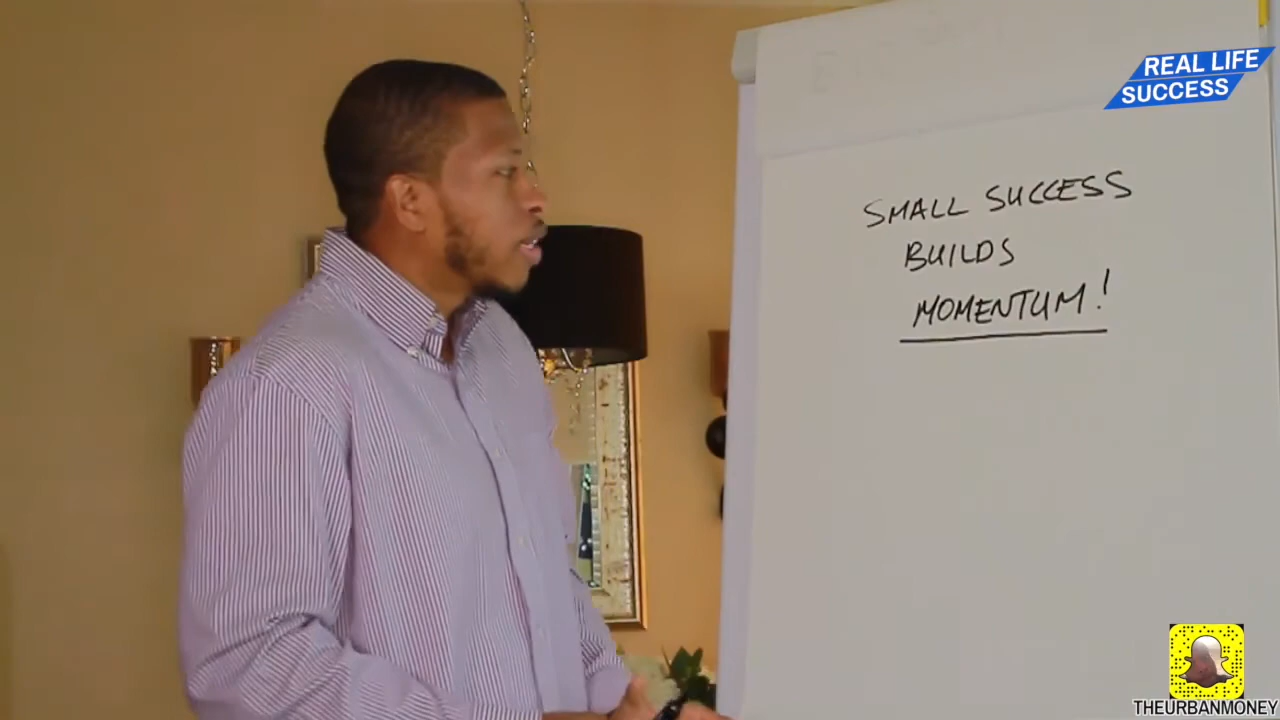 REAL LIFE
SUCCESS
SMALL SUCCESS
BUILDS
MOMENTUM!
THEURBANMONEY